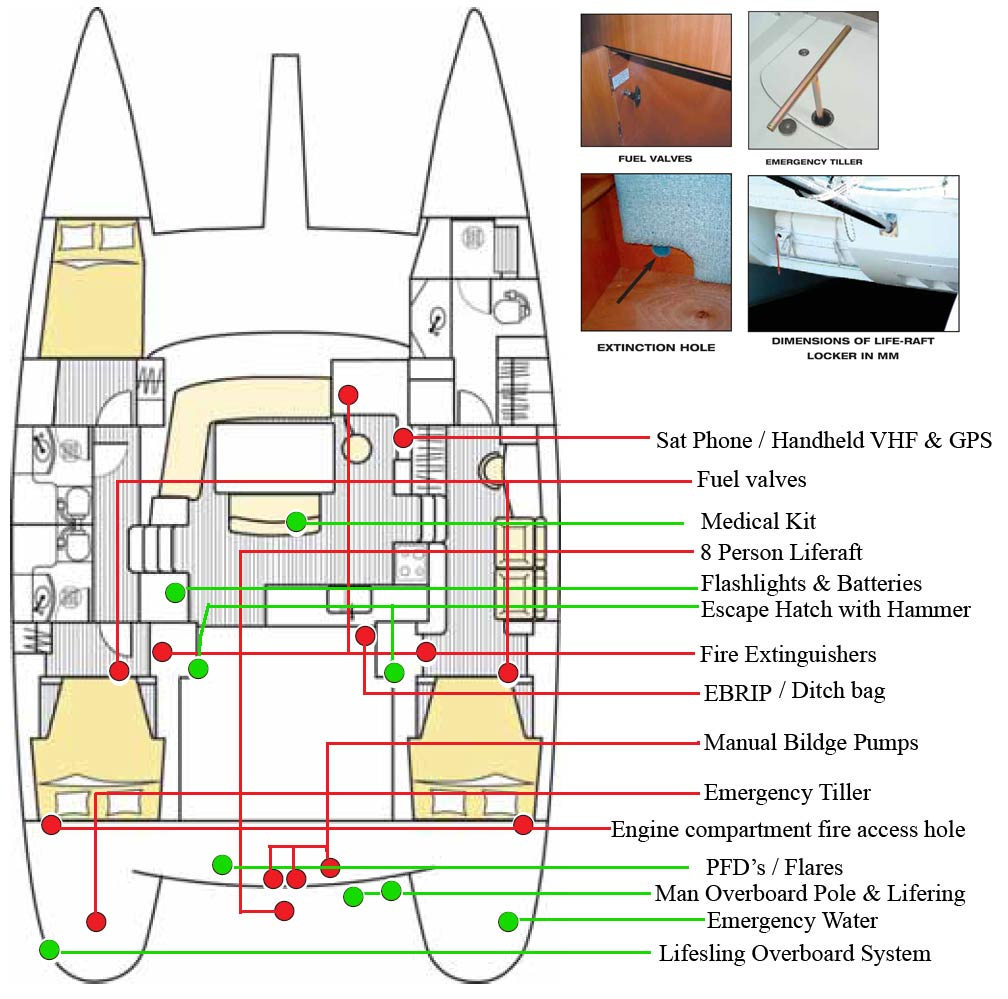 FUEL VALVES
EMERGENCY TILLER
EXTINCTION HOLE
DIMENSIONS OF LIFE-RAFT
LOCKER IN MM
Sat Phone / Handheld VHF & GPS
Fuel valves
Medical Kit
8 Person Liferaft
Flashlights & Batteries
Escape Hatch with Hammer
Fire Extinguishers
EBRIP / Ditch bag
Manual Bildge Pumps
Emergency Tiller
Engine compartment fire access hole
PFD's / Flares
Man Overboard Pole & Lifering
Emergency Water
Lifesling Overboard System